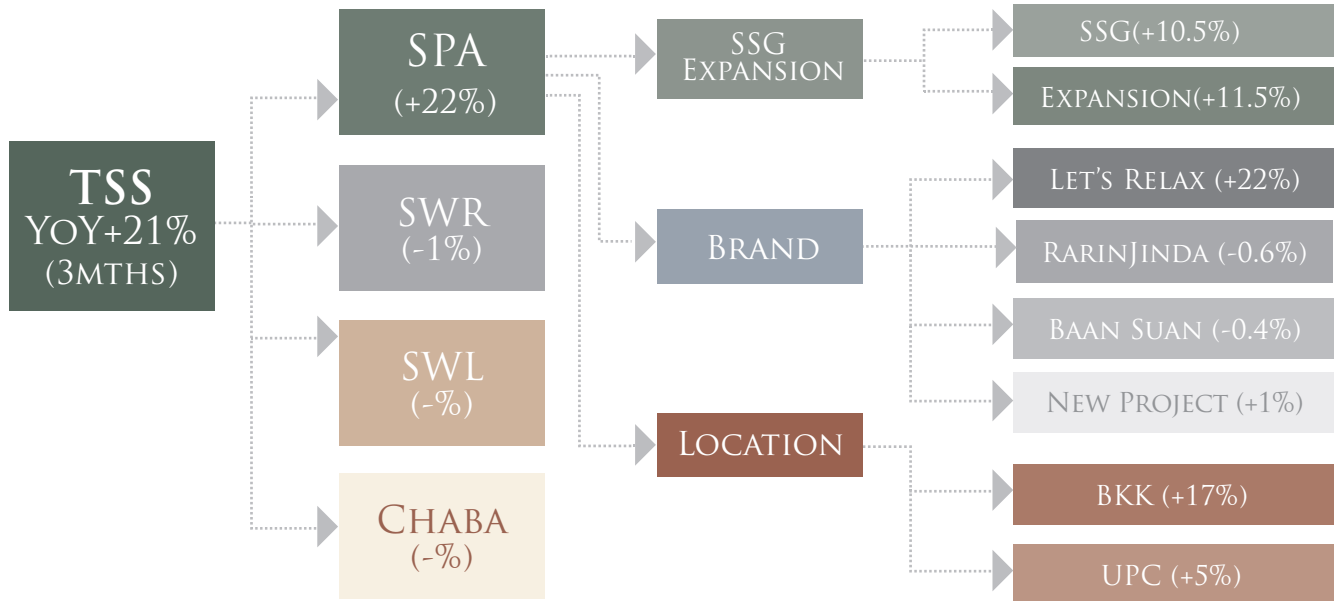 TSS
YoY+21%
(3mths)
SPA
(+22%)
SWR
(-1%)
SWL
(-%)
Chaba
(-%)
SSG
Expansion
Brand
Location
SSG(+10.5%)
Expansion(+11.5%)
Let's Relax (+22%)
RarinJinda (-0.6%)
Baan Suan (-0.4%)
New Project (+1%)
BKK (+17%)
UPC (+5%)